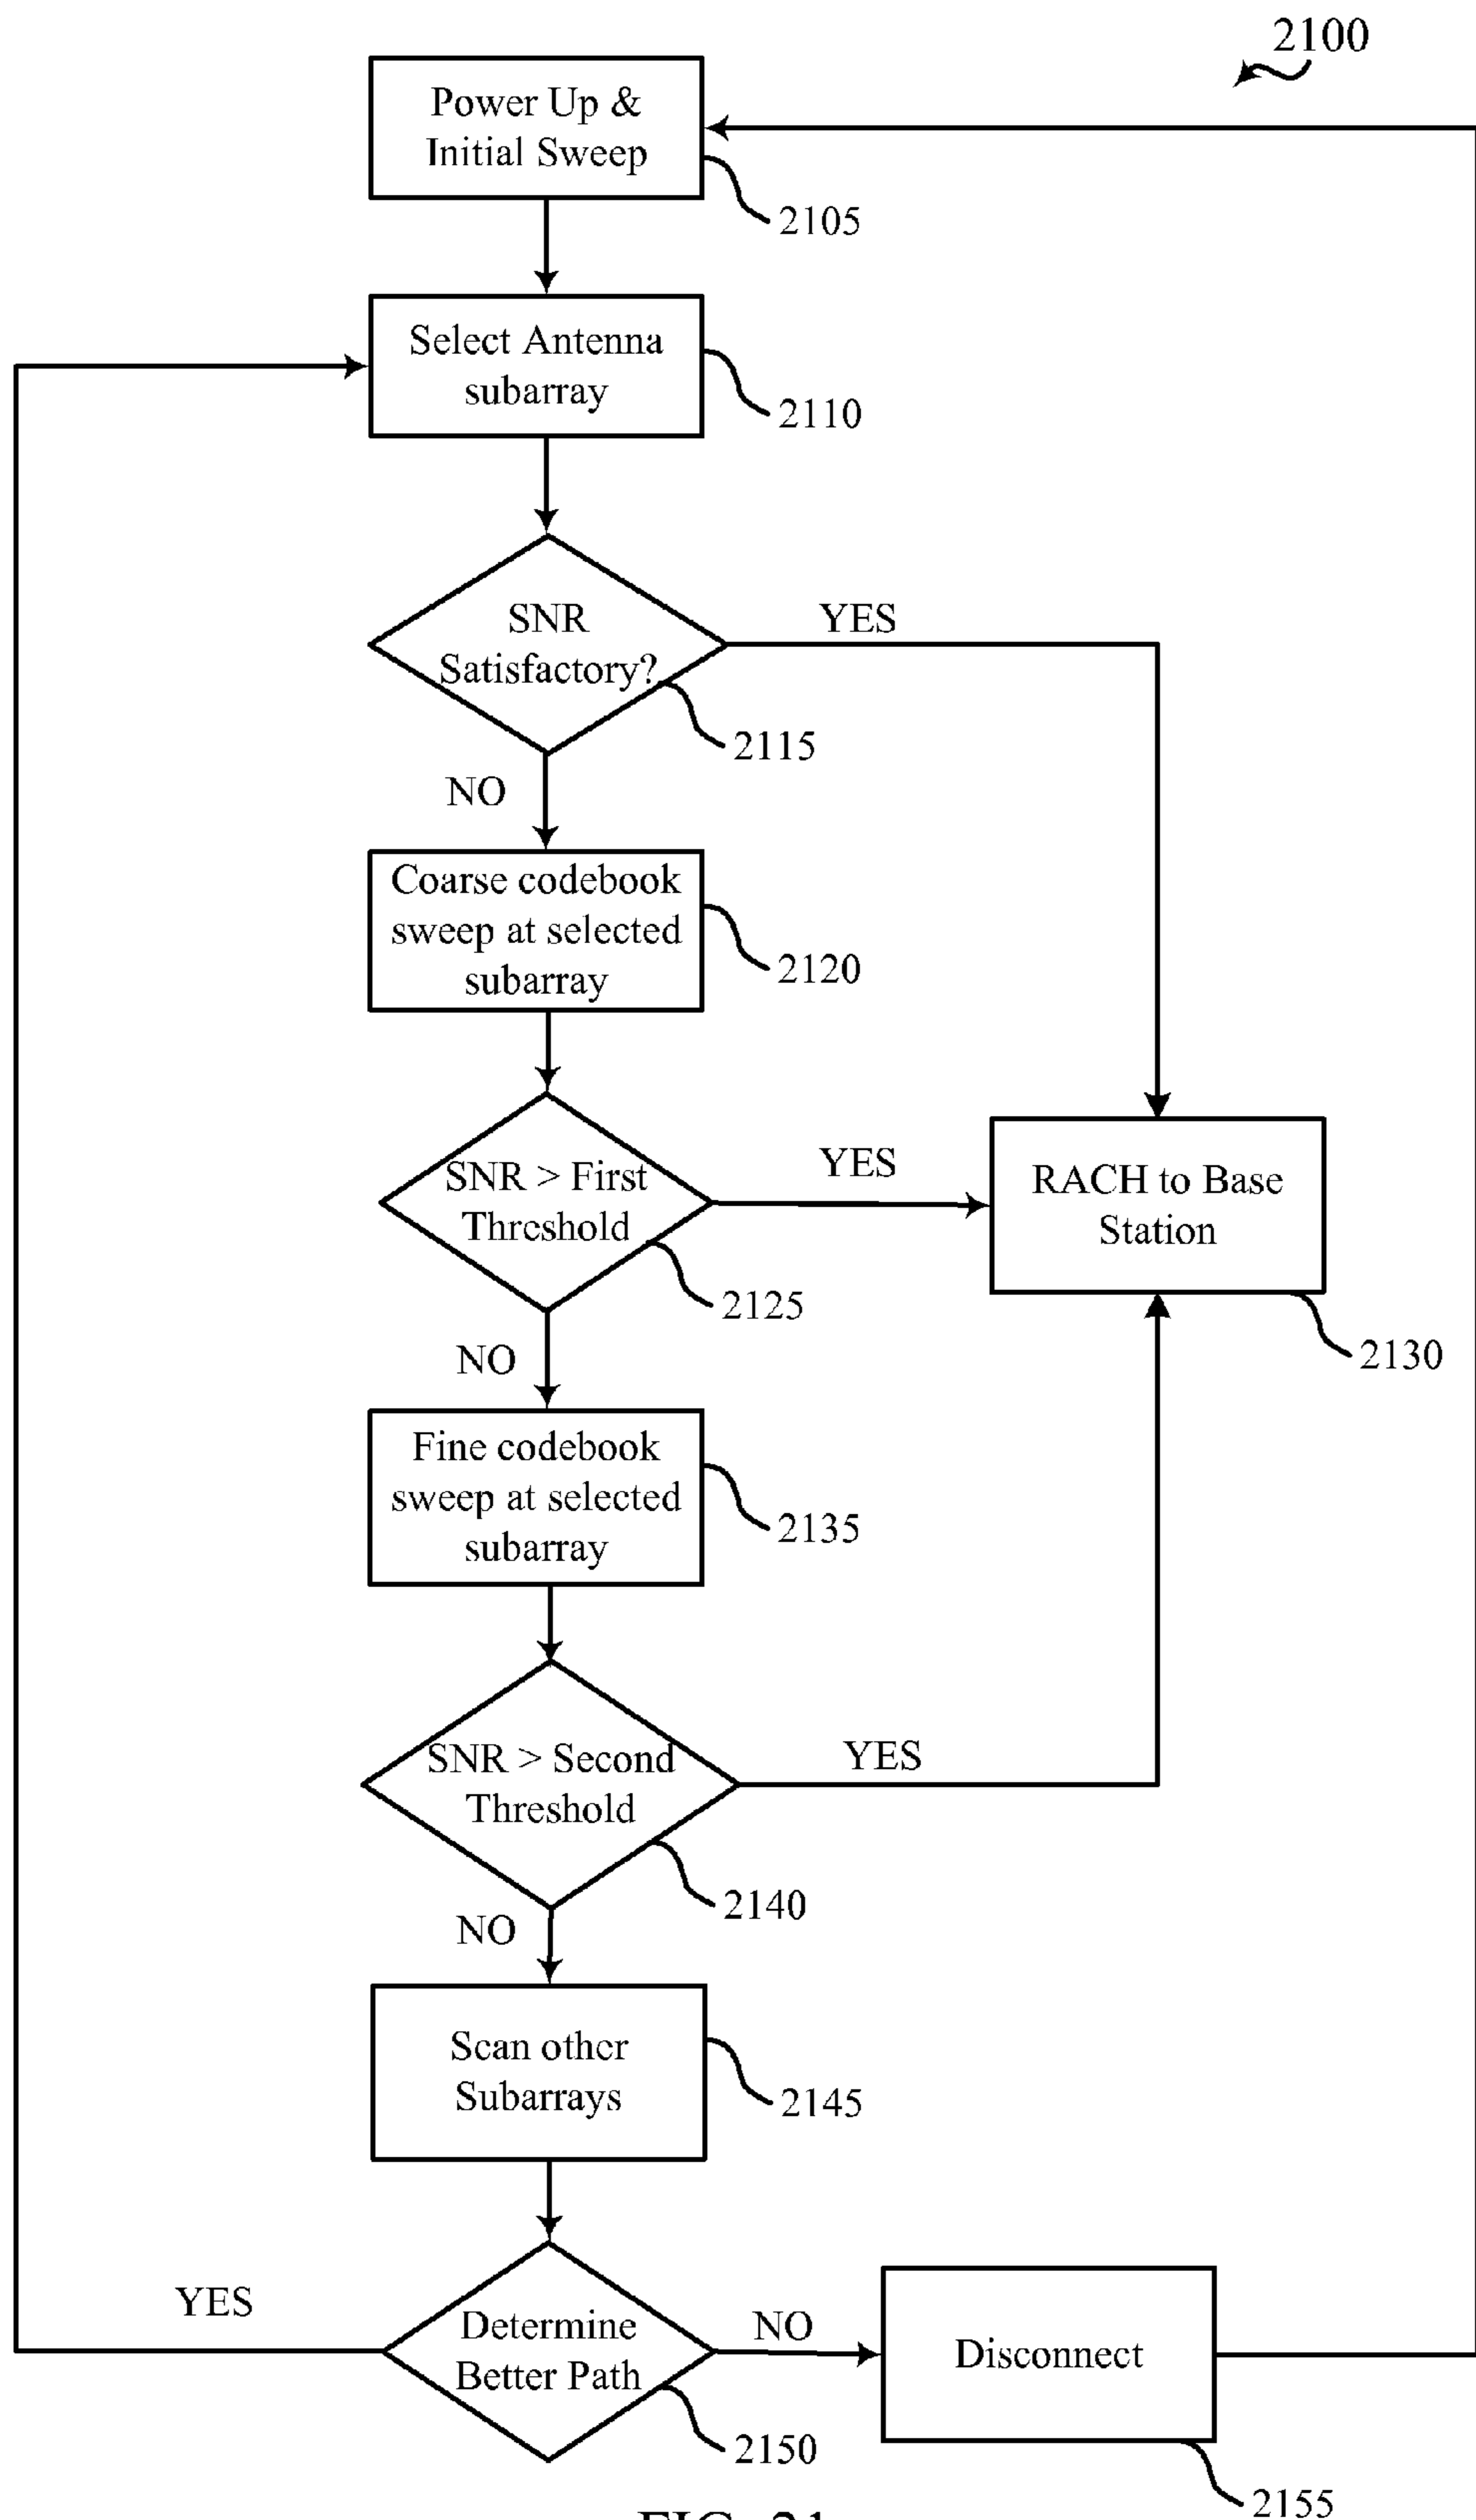 2100
Power Up &
Initial Sweep
2105
Select Antenna
subarray
2110
SNR
Satisfactory?
YES
2115
NO
Coarse codebook
sweep at selected
subarray
2120
SNR > First
Threshold
YES
RACH to Base
Station
2125
2130
NO
Fine codebook
sweep at selected
subarray
2135
SNR > Second
Threshold
YES
2140
NO
Scan other
Subarrays
2145
YES
Determine
Better Path
NO
Disconnect
2150
2155
FIG. 21